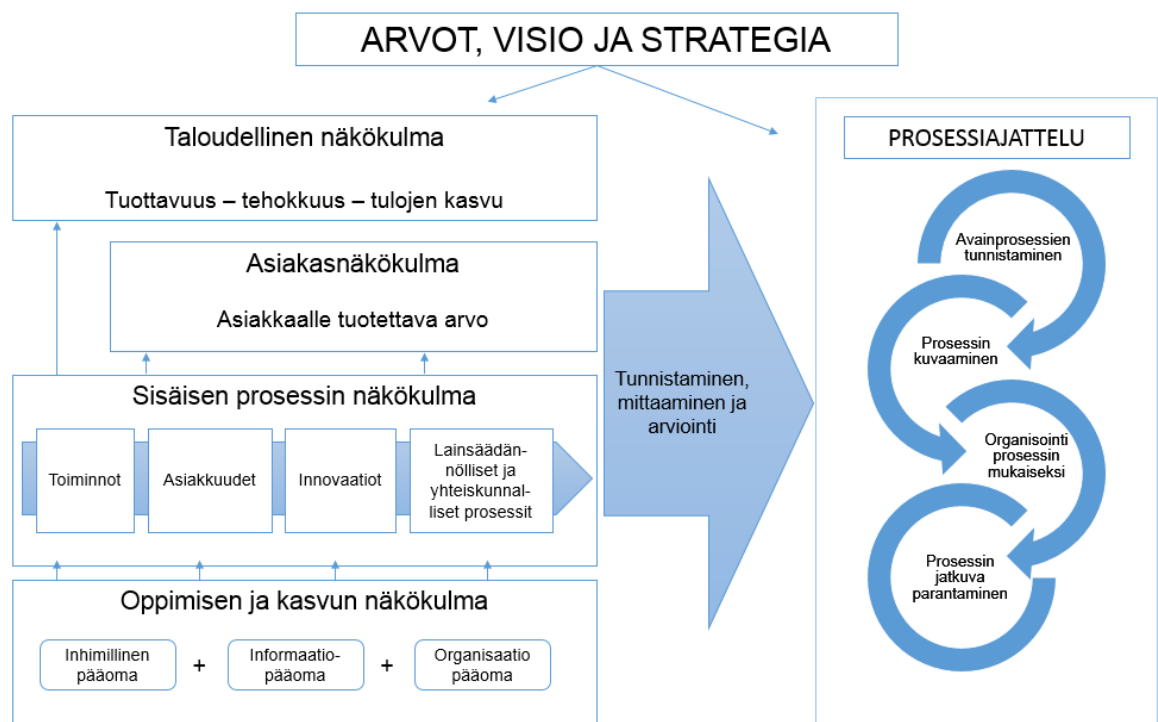 ARVOT, VISIO JA STRATEGIA
Taloudellinen näkökulma
Tuottavuus – tehokkuus – tulojen kasvu
Asiakasnäkökulma
Asiakkaalle tuotettava arvo
Sisäisen prosessin näkökulma
Toiminnot
Asiakkuudet
Innovaatiot
Lainsäädän-
nölliset ja
yhteiskunnal-
liset prosessit
Oppimisen ja kasvun näkökulma
Inhimillinen
pääoma
+
Informaatio-
pääoma
+
Organisaatio
pääoma
Tunnistaminen,
mittaaminen ja
arviointi
PROSESSIAJATTELU
Avainprosessien
tunnistaminen
Prosessin
kuvaaminen
Organisointi
prosessin
mukaiseksi
Prosessin
jatkuva
parantaminen